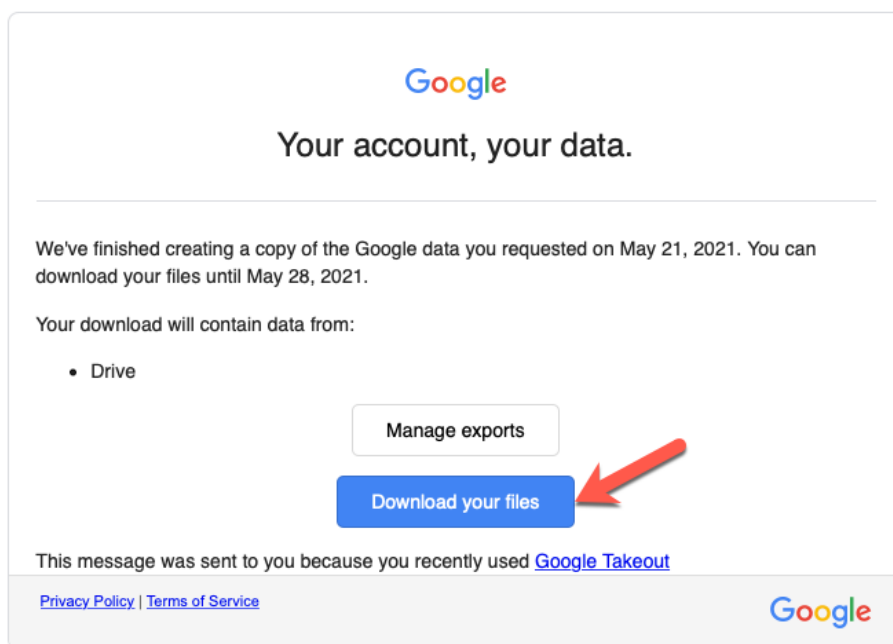 Google
Your account, your data.
We've finished creating a copy of the Google data you requested on May 21, 2021. You can
download your files until May 28, 2021.
Your download will contain data from:
• Drive
Manage exports
Download your files
This message was sent to you because you recently used Google Takeout
Privacy Policy | Terms of Service
Google